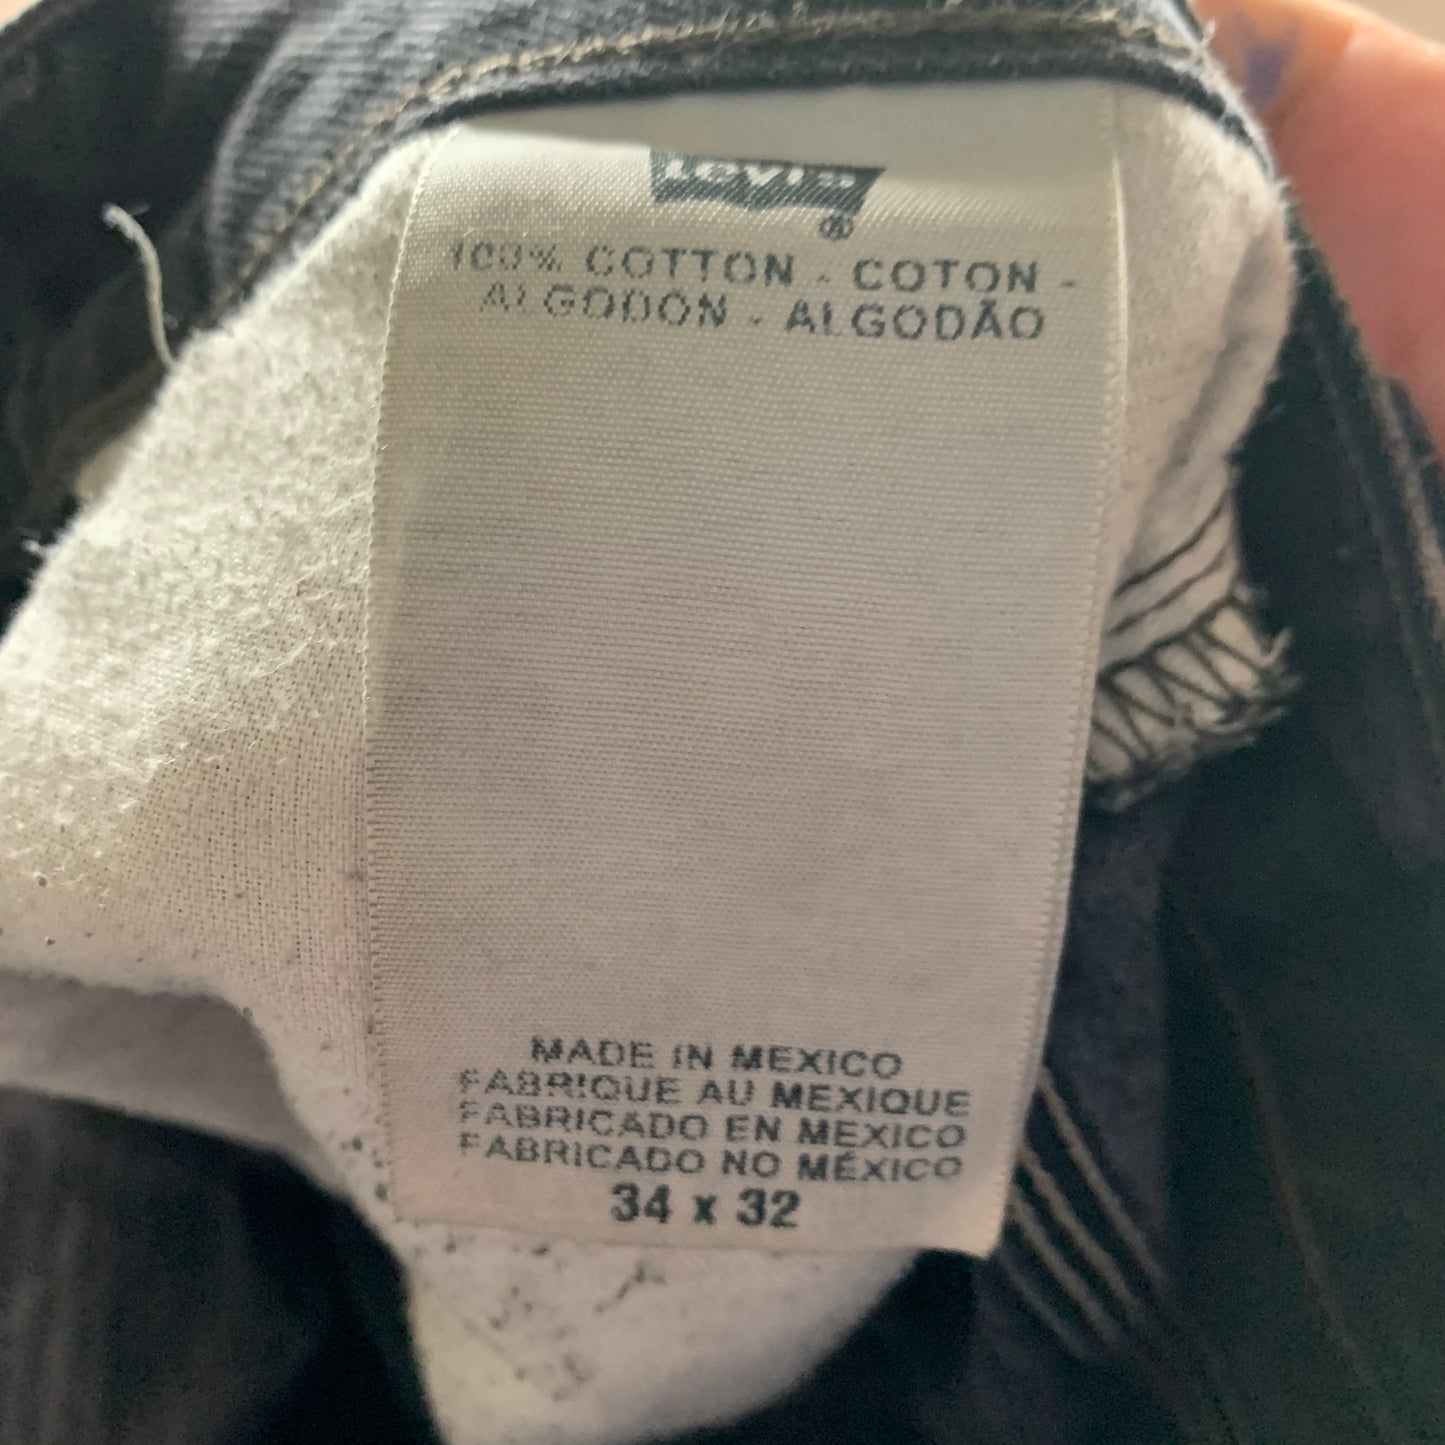 Levi's
®
100% COTTON - COTON -
ALGODÓN - ALGODÃO
MADE IN MEXICO
FABRIQUE AU MEXIQUE
FABRICADO EN MEXICO
FABRICADO NO MÉXICO
34 x 32